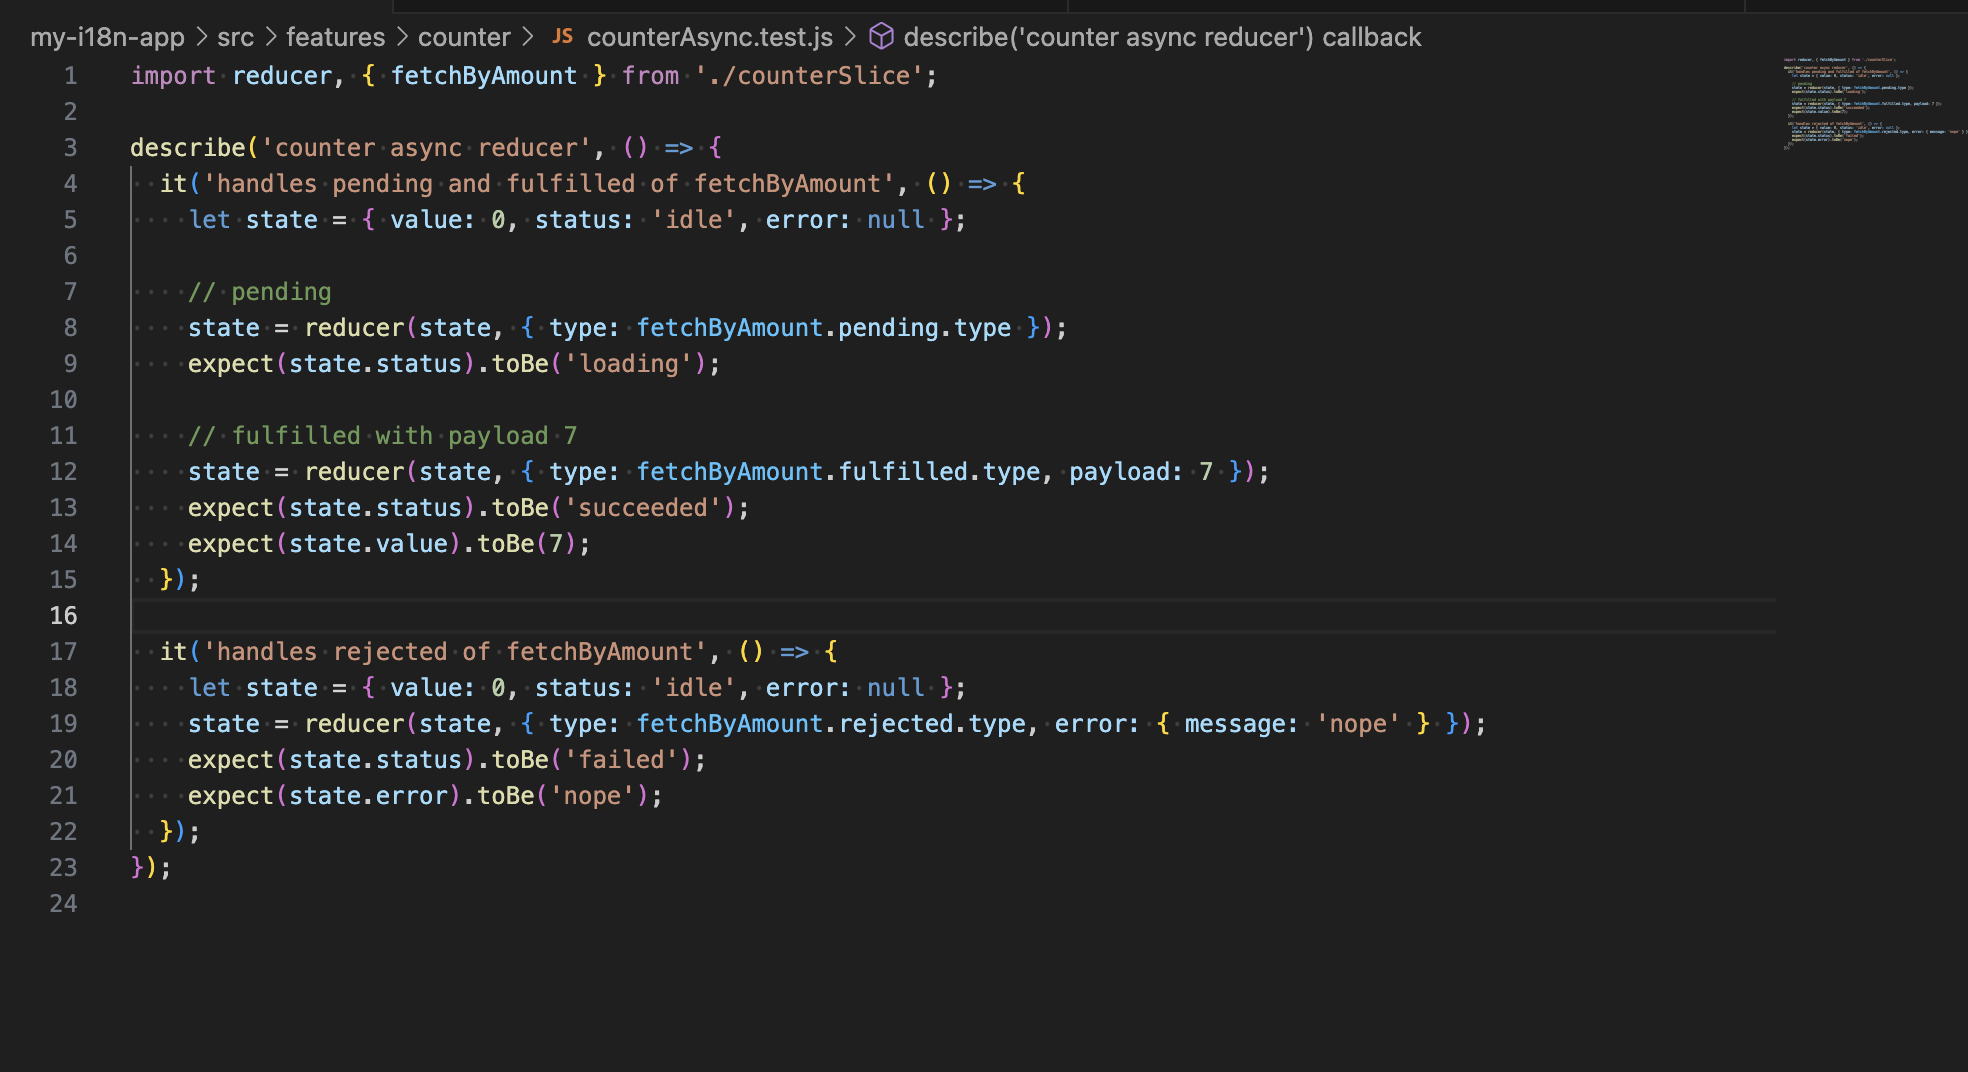 my-i18n-app > src > features > counter > JS counterAsync.test.js > describe('counter async reducer') callback
1 import reducer, { fetchByAmount } from './counterSlice';
2
3 describe('counter async reducer', () => {
4   it('handles pending and fulfilled of fetchByAmount', () => {
5     let state = { value: 0, status: 'idle', error: null };
6
7     // pending
8     state = reducer(state, { type: fetchByAmount.pending.type });
9     expect(state.status).toBe('loading');
10
11     // fulfilled with payload 7
12     state = reducer(state, { type: fetchByAmount.fulfilled.type, payload: 7 });
13     expect(state.status).toBe('succeeded');
14     expect(state.value).toBe(7);
15   });
16
17   it('handles rejected of fetchByAmount', () => {
18     let state = { value: 0, status: 'idle', error: null };
19     state = reducer(state, { type: fetchByAmount.rejected.type, error: { message: 'nope' } });
20     expect(state.status).toBe('failed');
21     expect(state.error).toBe('nope');
22   });
23 });
24